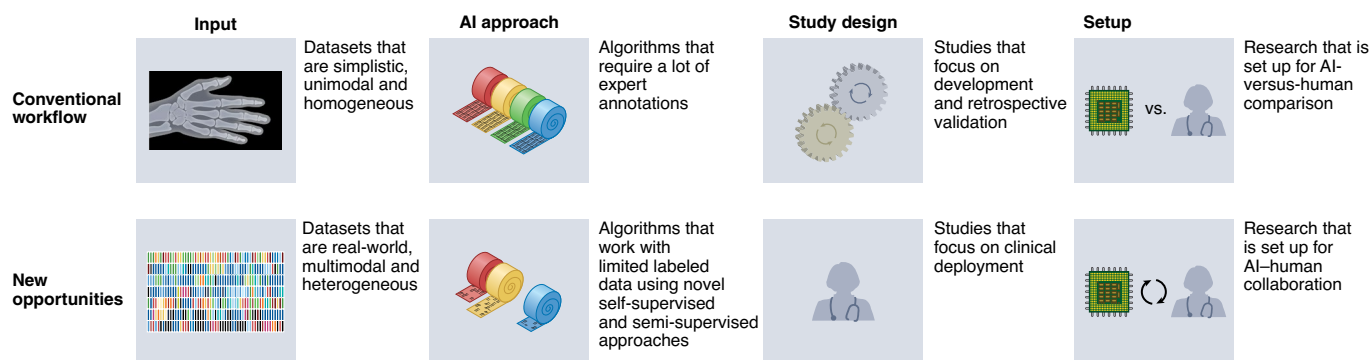 Input
AI approach
Study design
Setup
Conventional
workflow
Datasets that
are simplistic,
unimodal and
homogeneous
Algorithms that
require a lot of
expert
annotations
Studies that
focus on
development
and retrospective
validation
vs.
Research that is
set up for AI-
versus-human
comparison
New
opportunities
Datasets that
are real-world,
multimodal and
heterogeneous
Algorithms that
work with
limited labeled
data using novel
self-supervised
and semi-supervised
approaches
Studies that
focus on clinical
deployment
Research that
is set up for
AI–human
collaboration